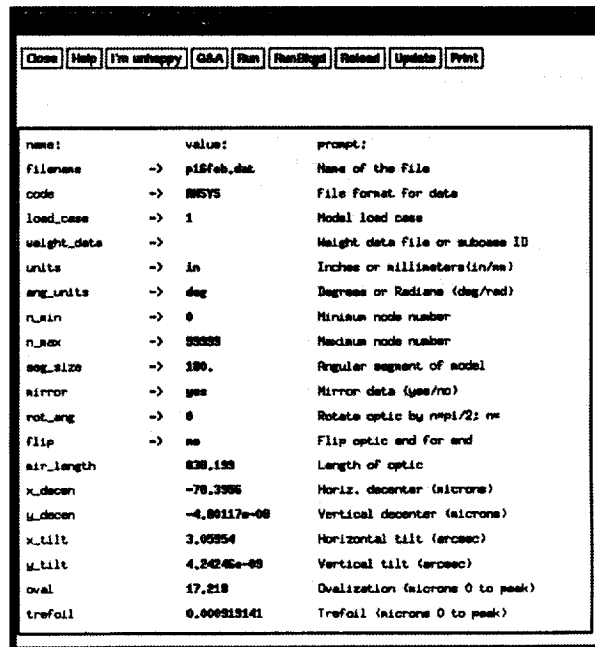 Close Help I'm unhappy G&A Run RunBkgd Reload Update Print
name: value: prompt:
filename -> p16feb.dat Name of the file
code -> ANSYS File format for data
load_case -> 1 Model load case
weight_data -> Weight data file or subcase ID
units -> in Inches or millimeters(in/mm)
ang_units -> deg Degrees or Radians (deg/rad)
n_min -> 0 Minimum node number
n_max -> 99999 Maximum node number
seg_size -> 180. Angular segment of model
mirror -> yes Mirror data (yes/no)
rot_ang -> 0 Rotate optic by n*pi/2; n=
flip -> no Flip optic end for end
mir_length 838.199 Length of optic
x_decen -70.3956 Horiz. decenter (microns)
y_decen -4.80117e-08 Vertical decenter (microns)
x_tilt 3.05954 Horizontal tilt (arcsec)
y_tilt 4.24246e-09 Vertical tilt (arcsec)
oval 17.218 Ovalization (microns 0 to peak)
trefoil 0.000919141 Trefoil (microns 0 to peak)